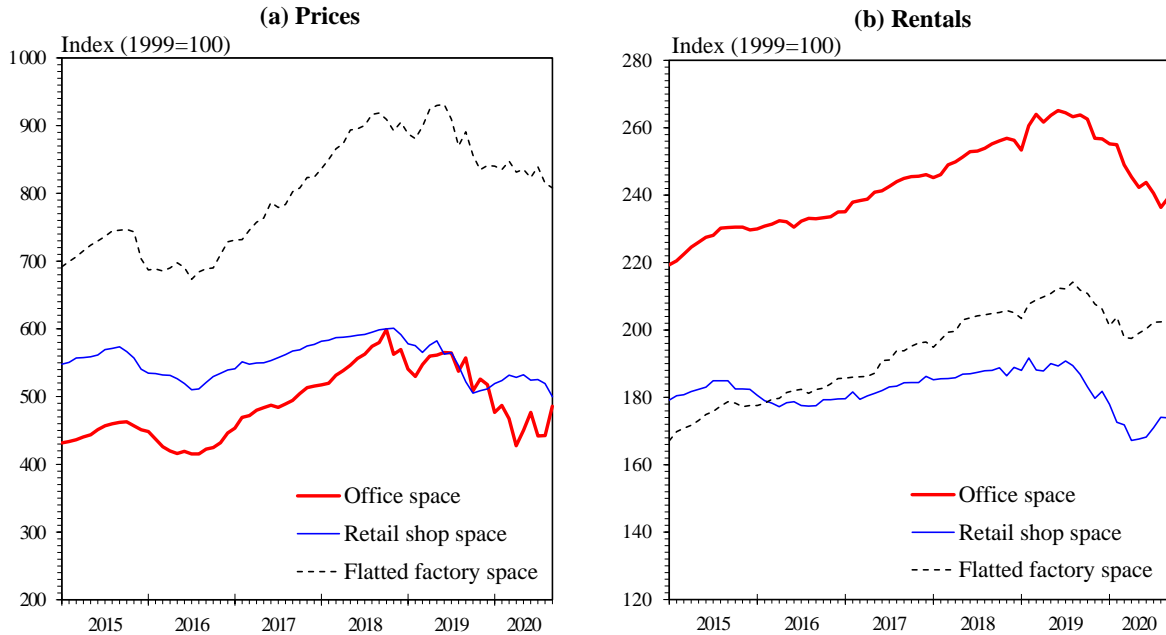 (a) Prices
Index (1999=100)
1000
900
800
700
600
500
400
300
200
Office space
Retail shop space
Flatted factory space
2015 2016 2017 2018 2019 2020
(b) Rentals
Index (1999=100)
280
260
240
220
200
180
160
140
120
Office space
Retail shop space
Flatted factory space
2015 2016 2017 2018 2019 2020